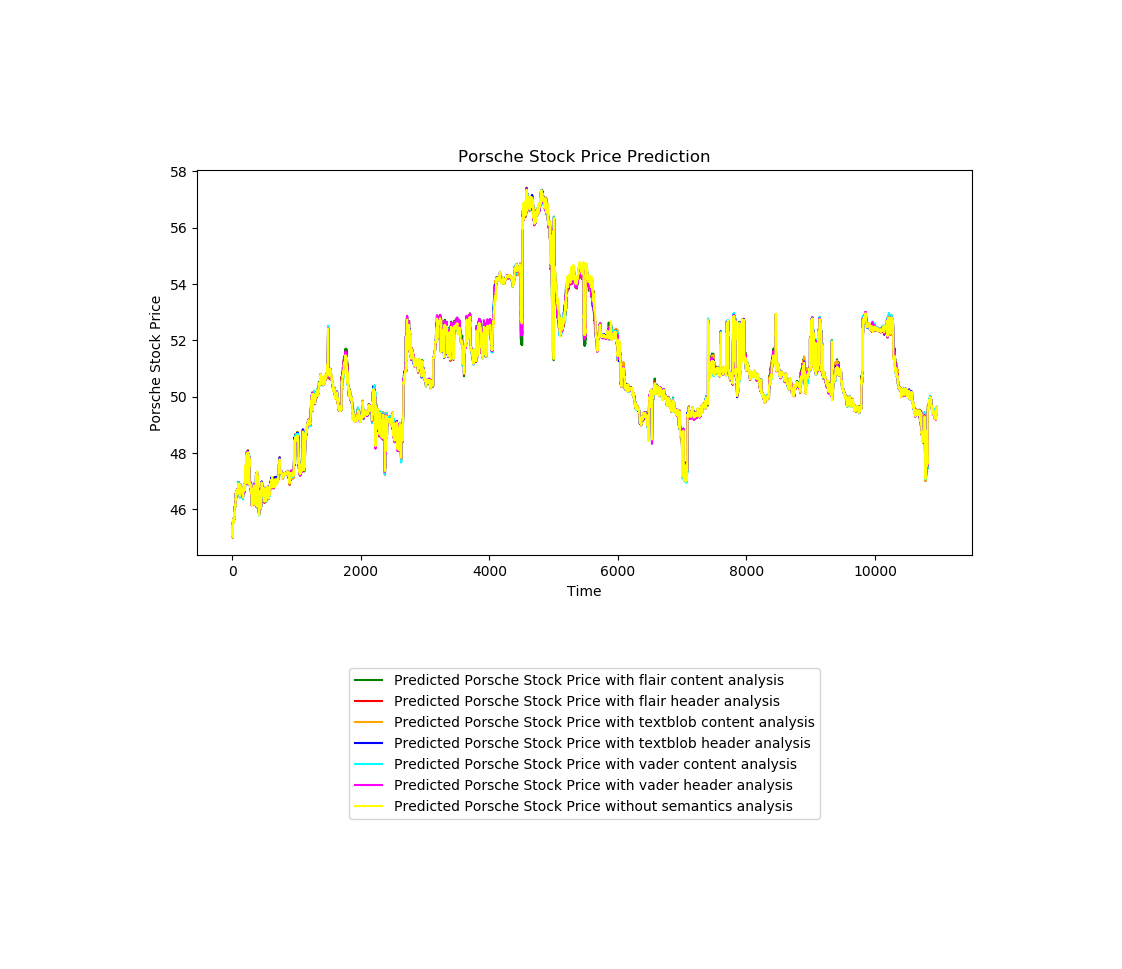 Porsche Stock Price Prediction
58
56
54
52
50
48
46
Porsche Stock Price
0 2000 4000 6000 8000 10000
Time
Predicted Porsche Stock Price with flair content analysis
Predicted Porsche Stock Price with flair header analysis
Predicted Porsche Stock Price with textblob content analysis
Predicted Porsche Stock Price with textblob header analysis
Predicted Porsche Stock Price with vader content analysis
Predicted Porsche Stock Price with vader header analysis
Predicted Porsche Stock Price without semantics analysis